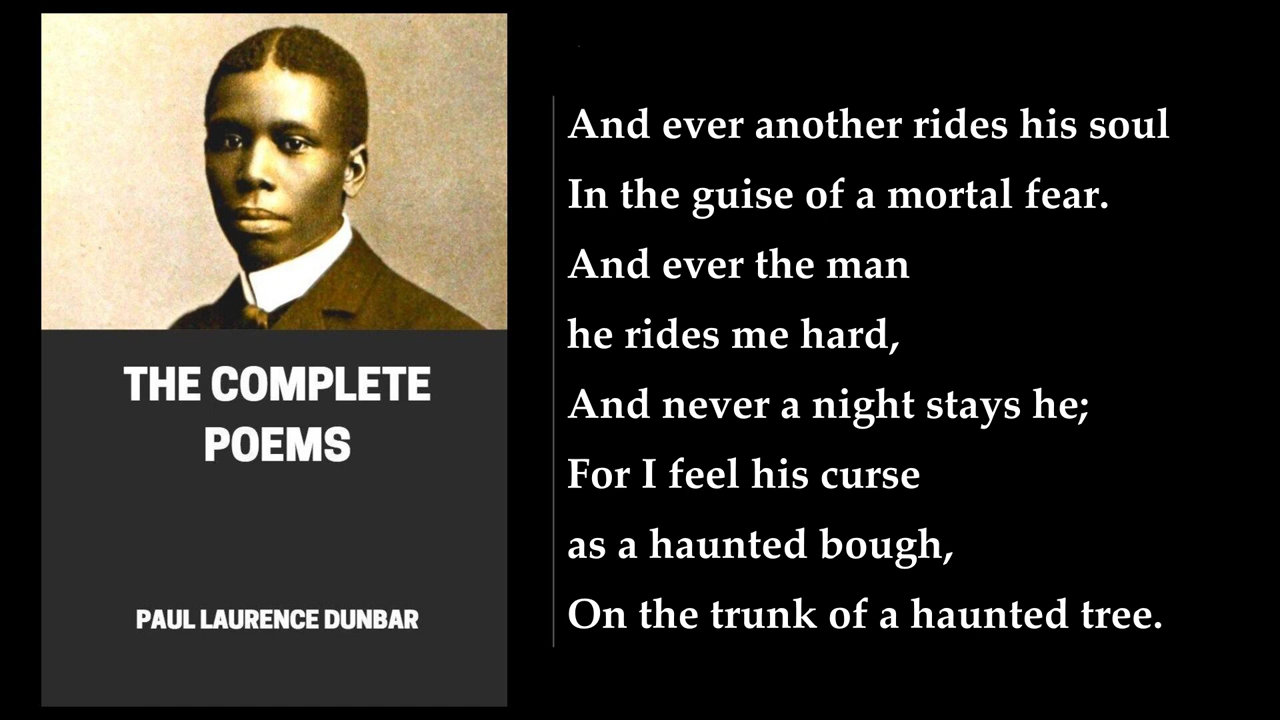 THE COMPLETE
POEMS
PAUL LAURENCE DUNBAR
And ever another rides his soul
In the guise of a mortal fear.
And ever the man
he rides me hard,
And never a night stays he;
For I feel his curse
as a haunted bough,
On the trunk of a haunted tree.